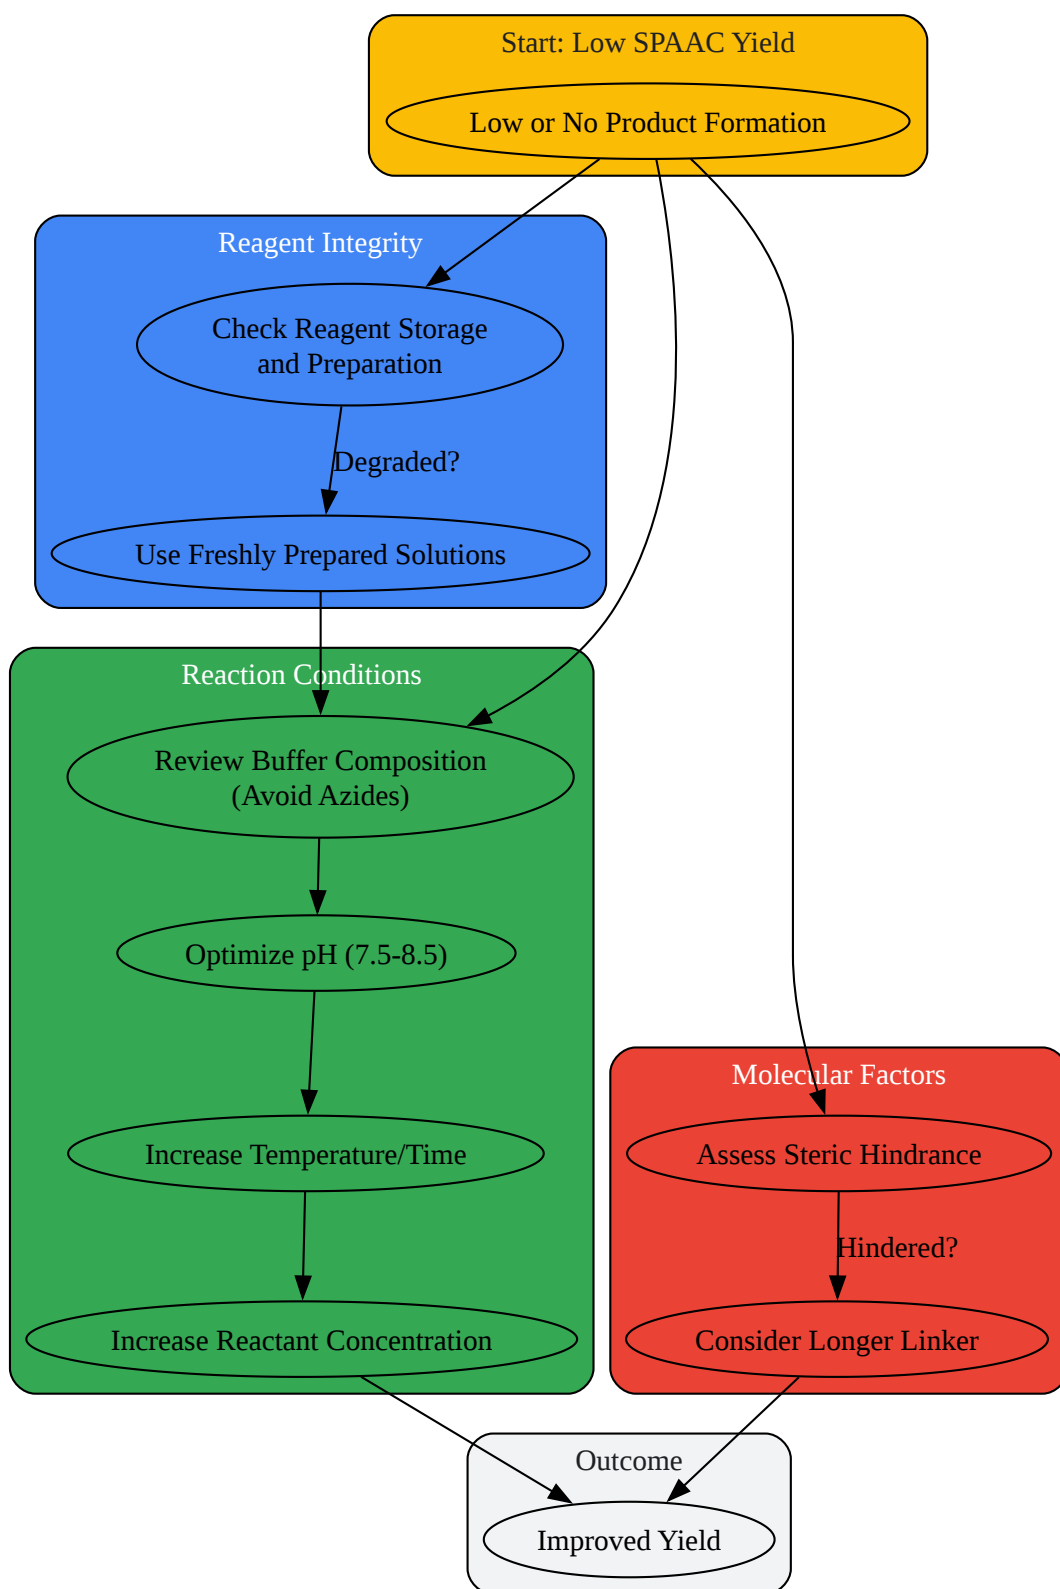 Start: Low SPAAC Yield
Low or No Product Formation
Reagent Integrity
Check Reagent Storage
and Preparation
Degraded?
Use Freshly Prepared Solutions
Reaction Conditions
Review Buffer Composition
(Avoid Azides)
Optimize pH (7.5-8.5)
Increase Temperature/Time
Increase Reactant Concentration
Molecular Factors
Assess Steric Hindrance
Hindered?
Consider Longer Linker
Outcome
Improved Yield